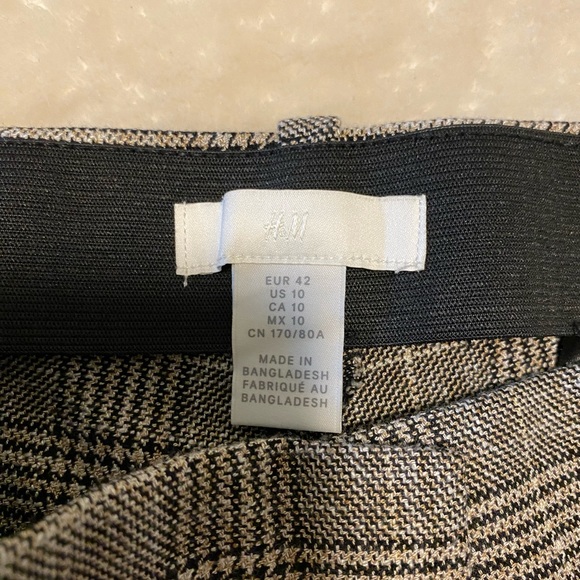 H&M
EUR 42
US 10
CA 10
MX 10
CN 170/80A
MADE IN
BANGLADESH
FABRIQUÉ AU
BANGLADESH